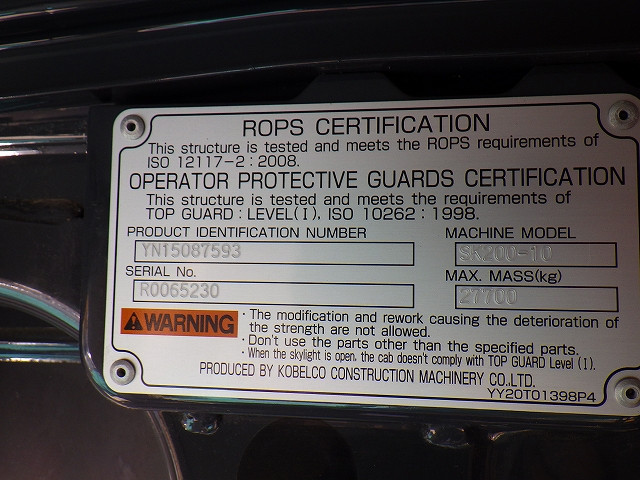 ROPS CERTIFICATION
This structure is tested and meets the ROPS requirements of
ISO 12117-2 : 2008.
OPERATOR PROTECTIVE GUARDS CERTIFICATION
This structure is tested and meets the requirements of
TOP GUARD : LEVEL(I), ISO 10262 : 1998.
PRODUCT IDENTIFICATION NUMBER
YN15087593
MACHINE MODEL
SK200-10
SERIAL No.
R0065230
MAX. MASS(kg)
27700
WARNING
· The modification and rework causing the deterioration of
the strength are not allowed.
· Don't use the parts other than the specified parts.
· When the skylight is open, the cab doesn't comply with TOP GUARD Level (I).
PRODUCED BY KOBELCO CONSTRUCTION MACHINERY CO.,LTD.
YY20T01398P4